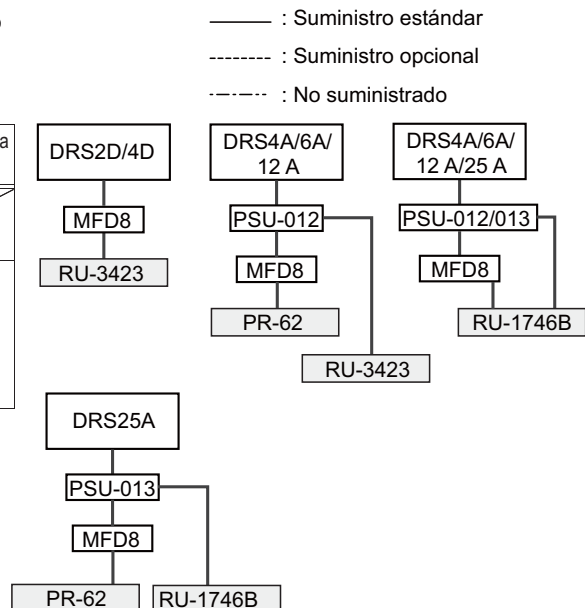 : Suministro estándar
: Suministro opcional
: No suministrado
a
DRS2D/4D
MFD8
RU-3423
DRS4A/6A/
12 A
PSU-012
MFD8
PR-62
RU-3423
DRS4A/6A/
12 A/25 A
PSU-012/013
MFD8
RU-1746B
DRS25A
PSU-013
MFD8
PR-62
RU-1746B